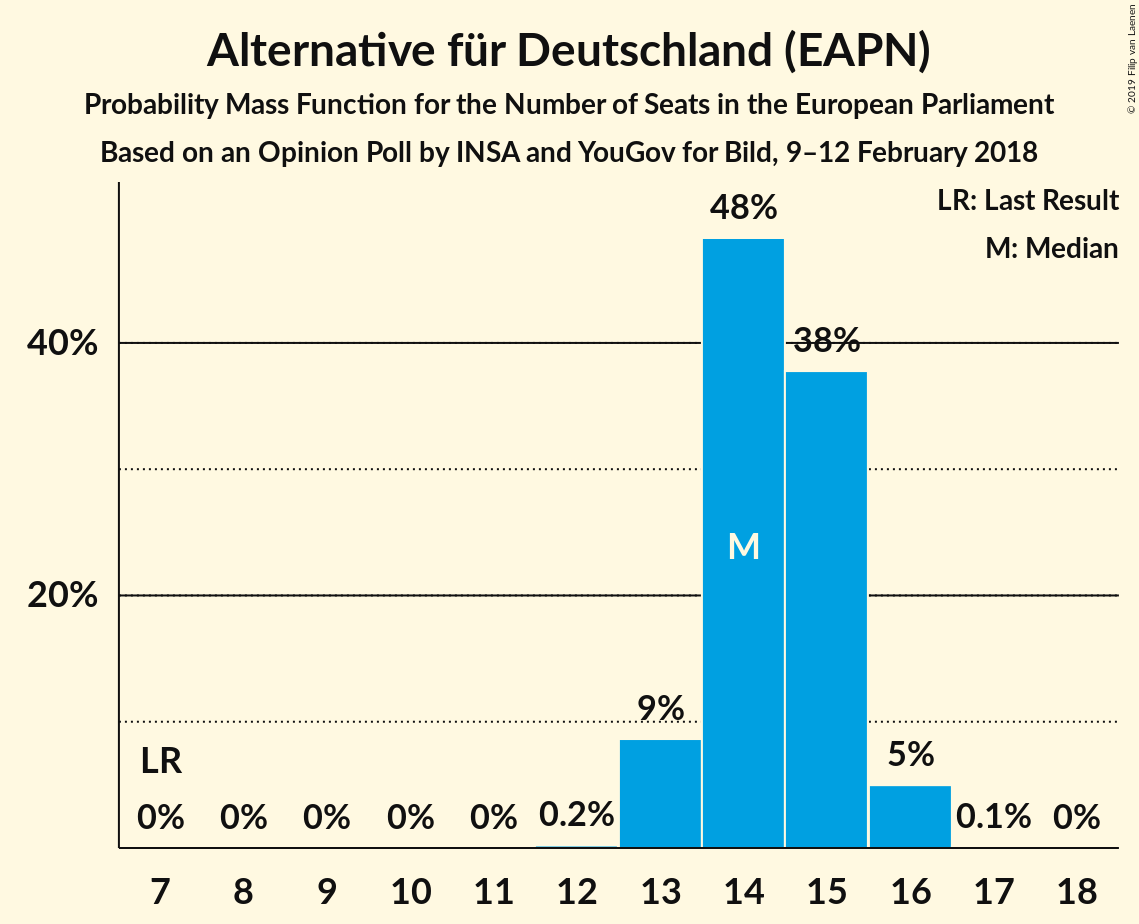 Alternative für Deutschland (EAPN)
Probability Mass Function for the Number of Seats in the European Parliament
Based on an Opinion Poll by INSA and YouGov for Bild, 9–12 February 2018
© 2019 Filip van Laenen
LR: Last Result
M: Median
48%
40%
38%
M
20%
9%
LR
5%
0% 0% 0% 0% 0% 0.2% 0.1% 0%
7 8 9 10 11 12 13 14 15 16 17 18